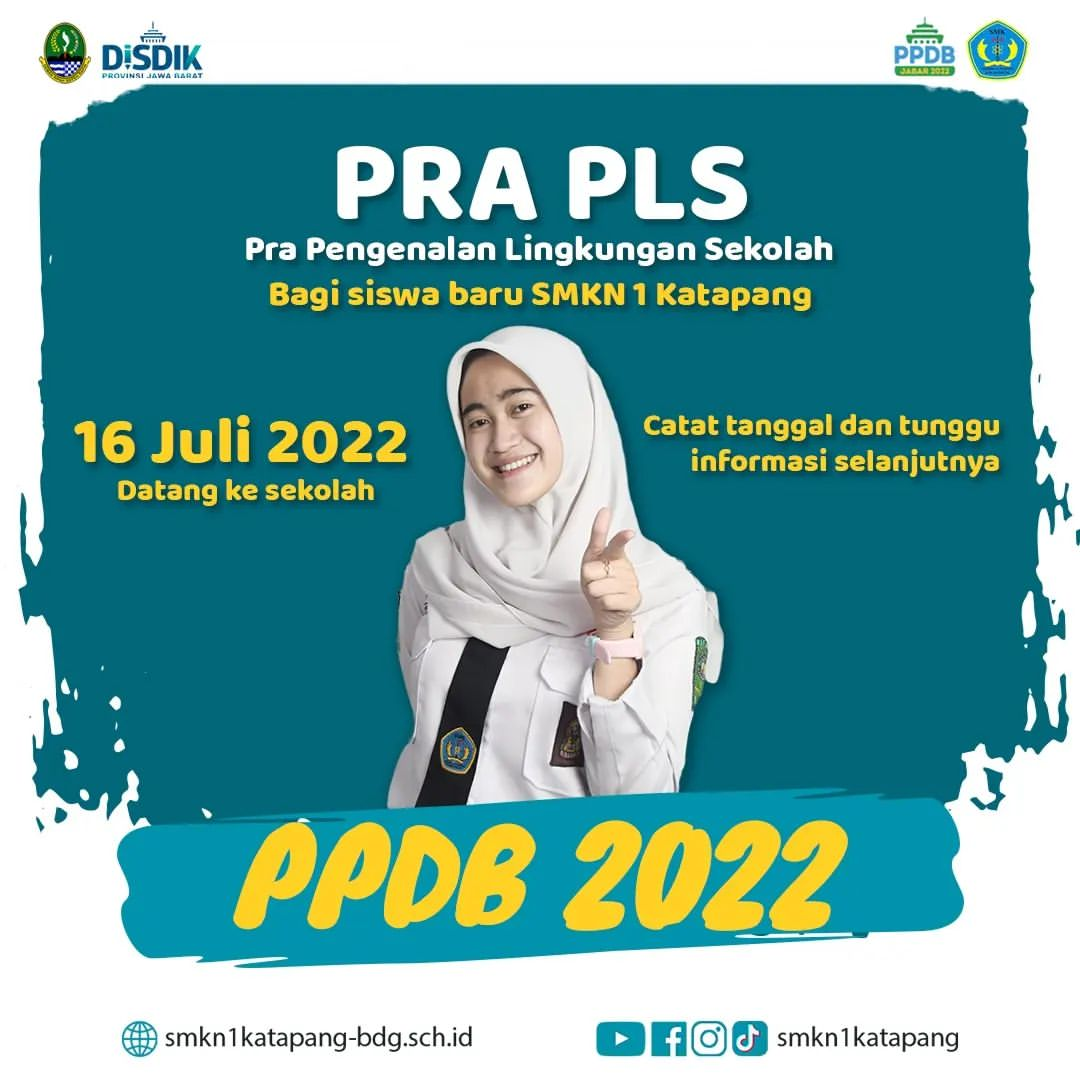 DISDIK
PROVINSI JAWA BARAT
PPDB
JABAR 2022
SMK
PRA PLS
Pra Pengenalan Lingkungan Sekolah
Bagi siswa baru SMKN 1 Katapang
16 Juli 2022
Datang ke sekolah
Catat tanggal dan tunggu
informasi selanjutnya
PPDB 2022
smkn1katapang-bdg.sch.id
smkn1katapang